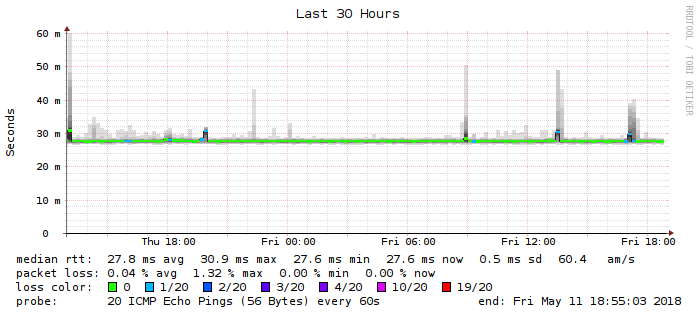 Last 30 Hours
RRDTOOL / TOBI OETIKER
Seconds
60 m
50 m
40 m
30 m
20 m
10 m
0
Thu 18:00 Fri 00:00 Fri 06:00 Fri 12:00 Fri 18:00
median rtt: 27.8 ms avg 30.9 ms max 27.6 ms min 27.6 ms now 0.5 ms sd 60.4 am/s
packet loss: 0.04 % avg 1.32 % max 0.00 % min 0.00 % now
loss color: 0 1/20 2/20 3/20 4/20 10/20 19/20
probe: 20 ICMP Echo Pings (56 Bytes) every 60s end: Fri May 11 18:55:03 2018